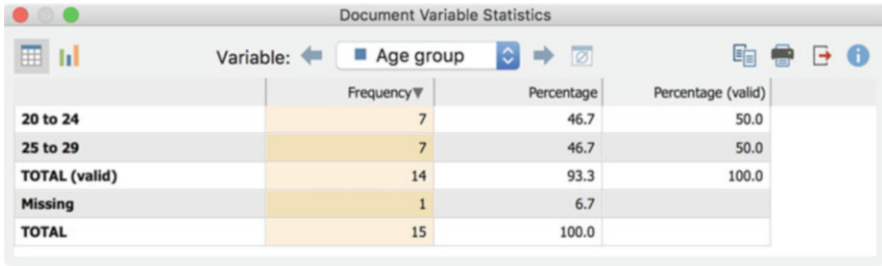 Document Variable Statistics
Variable: Age group
Frequency Percentage Percentage (valid)
20 to 24 7 46.7 50.0
25 to 29 7 46.7 50.0
TOTAL (valid) 14 93.3 100.0
Missing 1 6.7
TOTAL 15 100.0